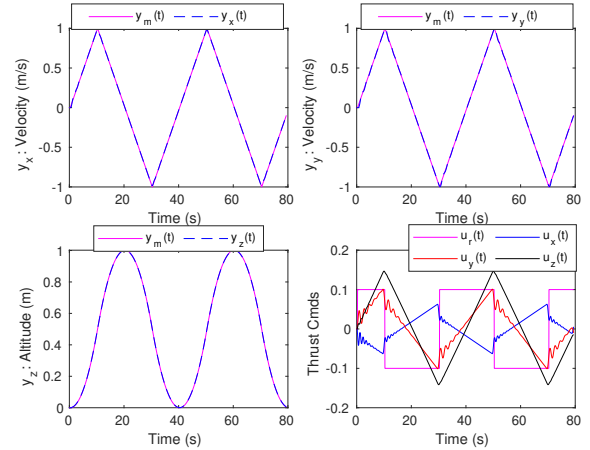 y_m(t) y_x(t)
y_m(t) y_y(t)
1
0.5
0
-0.5
-1
0 20 40 60 80
Time (s)
y_x: Velocity (m/s)
1
0.5
0
-0.5
-1
0 20 40 60 80
Time (s)
y_y: Velocity (m/s)
y_m(t) y_z(t)
1
0.8
0.6
0.4
0.2
0
0 20 40 60 80
Time (s)
y_z: Altitude (m)
u_r(t) u_x(t)
u_y(t) u_z(t)
0.2
0.1
0
-0.1
-0.2
0 20 40 60 80
Time (s)
Thrust Cmds